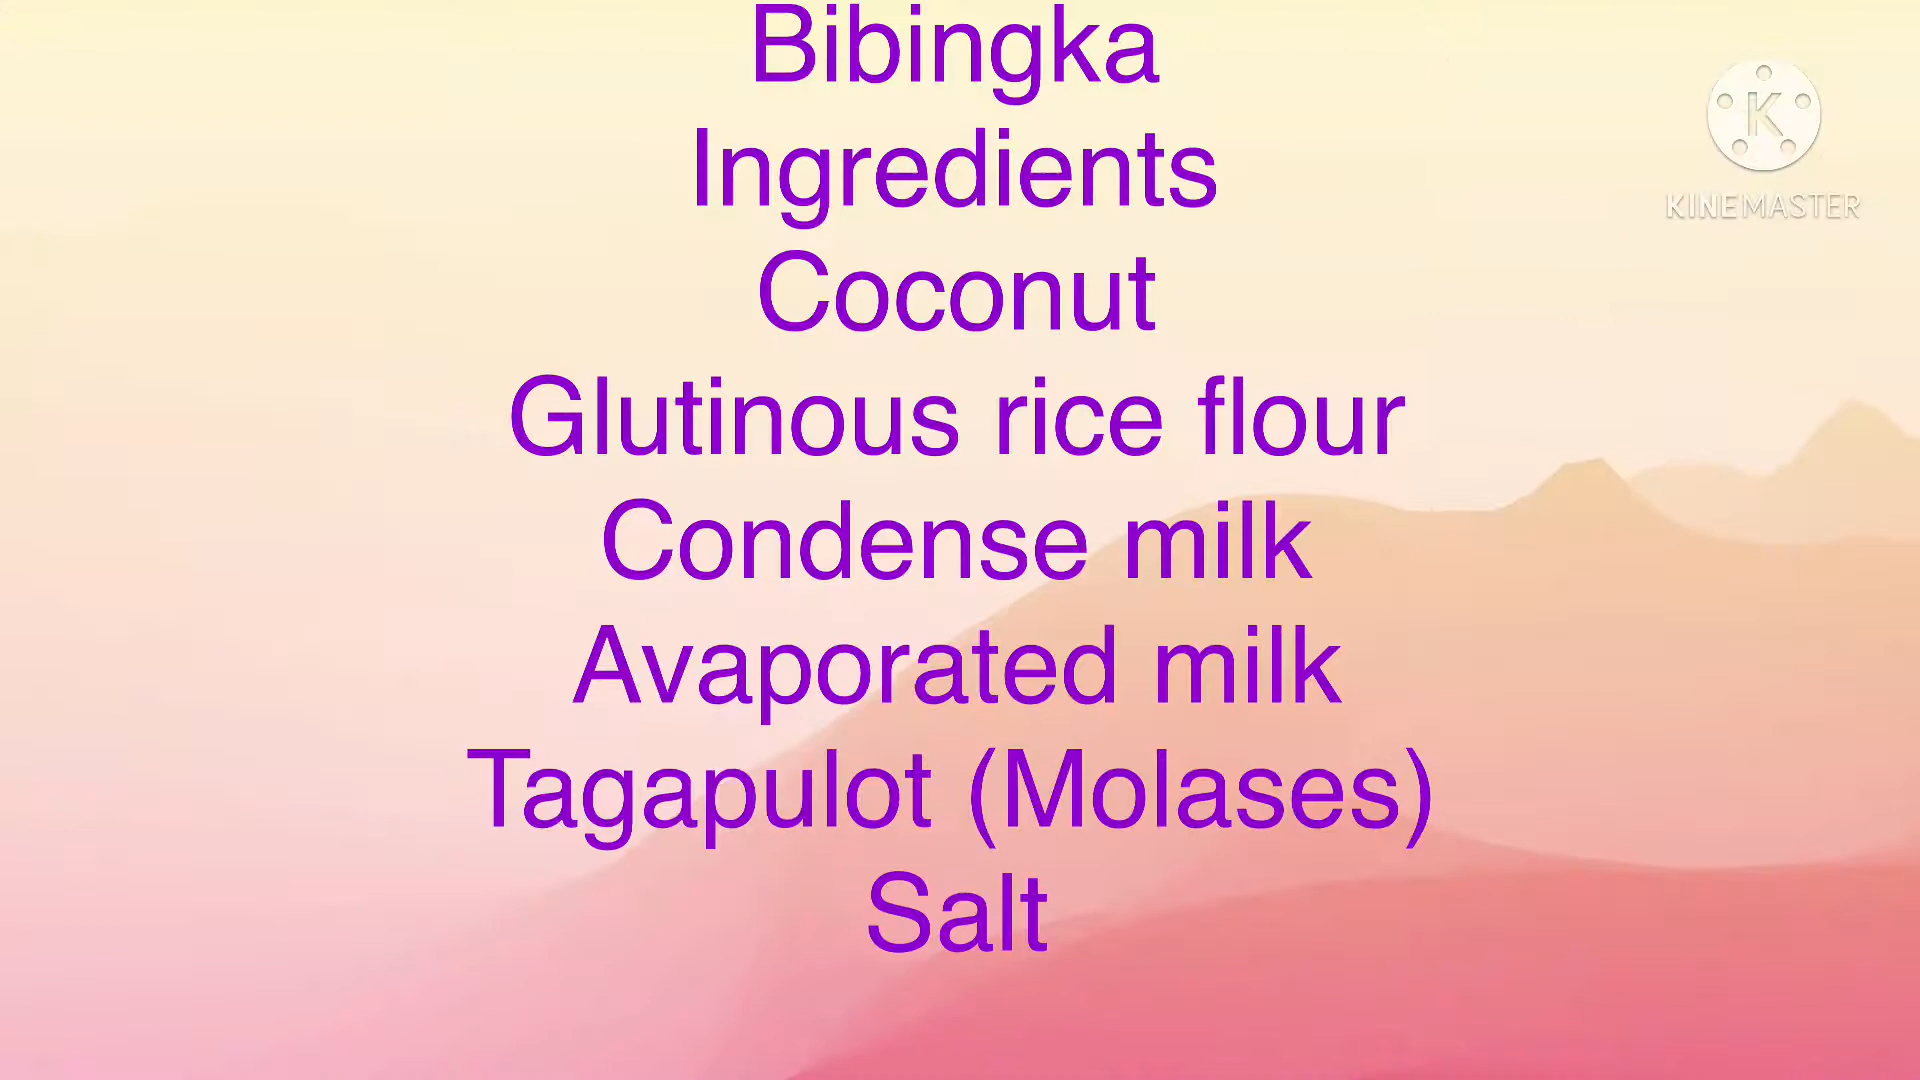 Bibingka
Ingredients
Coconut
Glutinous rice flour
Condense milk
Avaporated milk
Tagapulot (Molases)
Salt
K
KINEMASTER